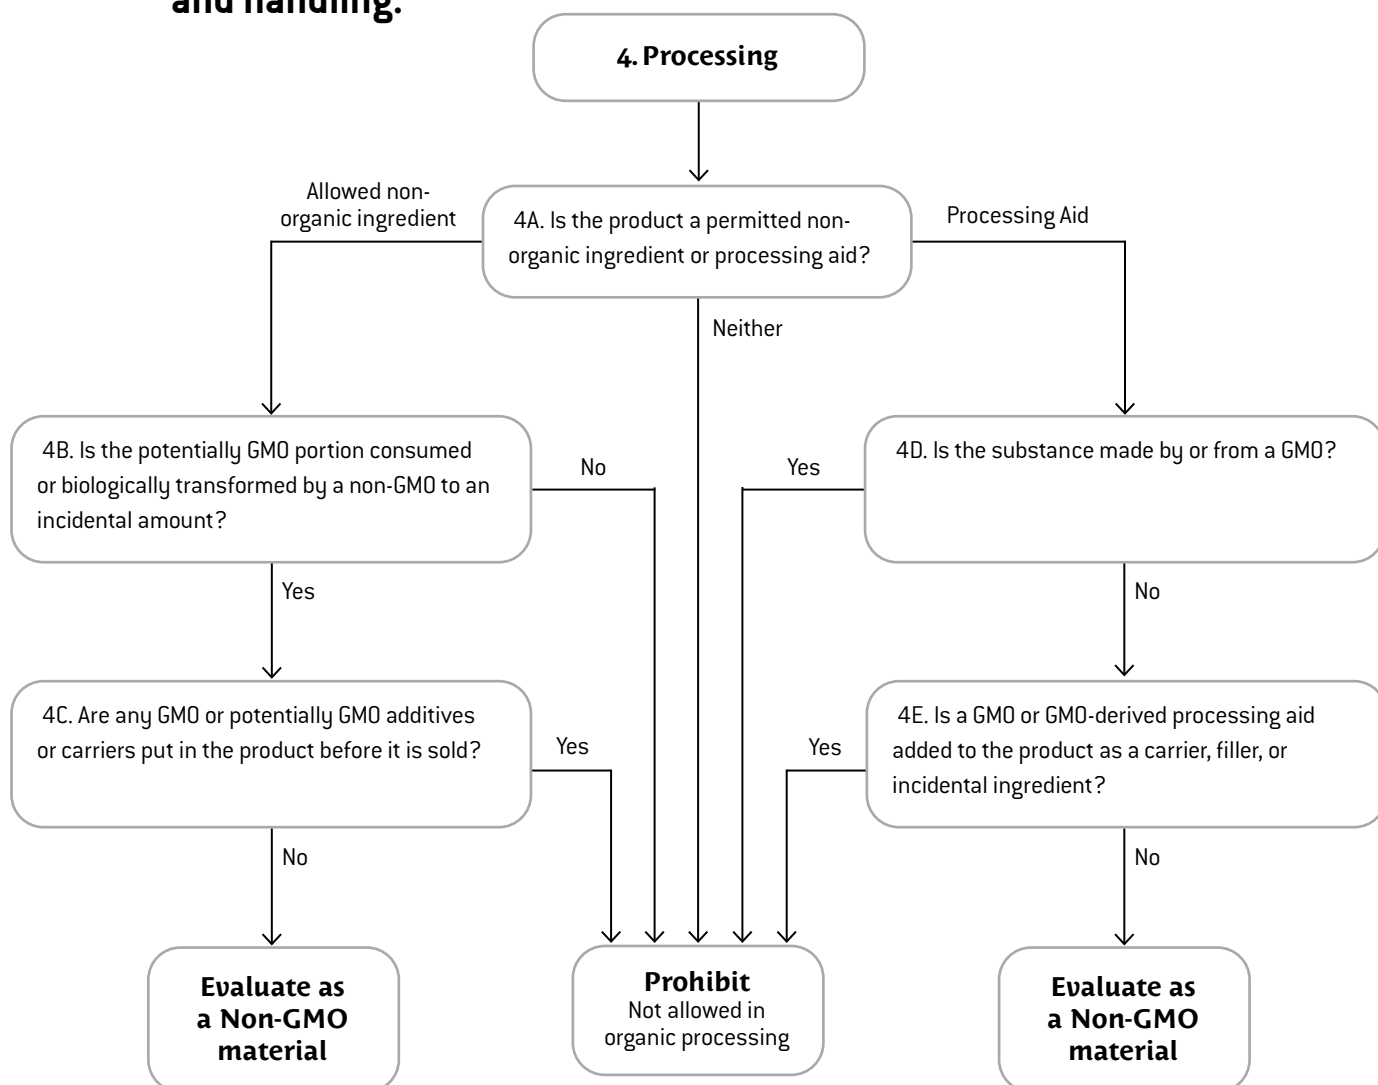 and handling.
4. Processing
Allowed non-
organic ingredient
4A. Is the product a permitted non-
organic ingredient or processing aid?
Processing Aid
Neither
4B. Is the potentially GMO portion consumed
or biologically transformed by a non-GMO to an
incidental amount?
No
Yes
4D. Is the substance made by or from a GMO?
Yes
No
4C. Are any GMO or potentially GMO additives
or carriers put in the product before it is sold?
Yes
Yes
4E. Is a GMO or GMO-derived processing aid
added to the product as a carrier, filler, or
incidental ingredient?
No
No
Evaluate as
a Non-GMO
material
Prohibit
Not allowed in
organic processing
Evaluate as
a Non-GMO
material